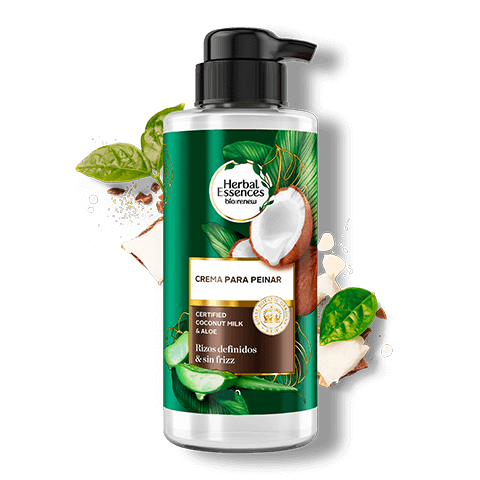 Herbal
Essences
bio:renew
CREMA PARA PEINAR
CERTIFIED
COCONUT MILK
& ALOE
Rizos definidos
& sin frizz